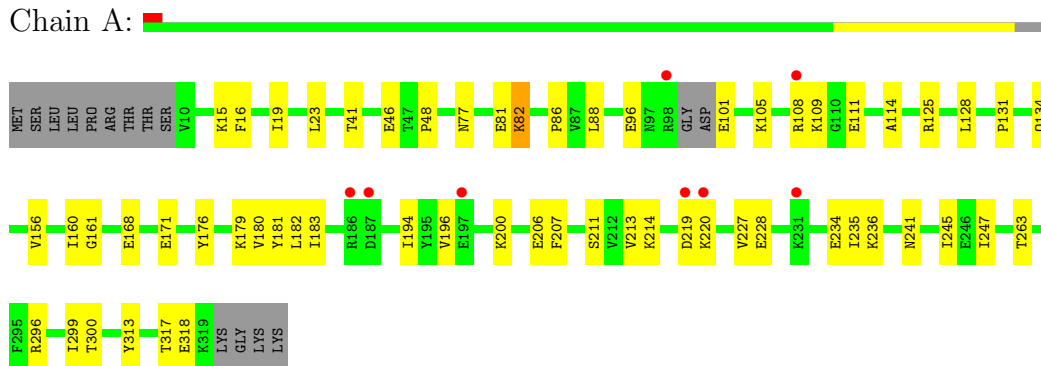 Chain A:
MET SER LEU LEU PRO ARG THR THR SER V10 K15 F16 I19 L23 T41 E46 T47 P48 N77 E81 K82 P86 V87 L88 E96 N97 R98 GLY ASP E101 K105 R108 K109 G110 E111 A114 R125 L128 P131 Q134
V156 I160 G161 E168 E171 Y176 K179 V180 Y181 L182 I183 R186 D187 I194 Y195 V196 E197 K200 E206 F207 S211 V212 V213 K214 D219 K220 V227 E228 K231 E234 I235 K236 N241 I245 E246 I247 T263
F295 R296 I299 T300 Y313 T317 E318 K319 LYS GLY LYS LYS